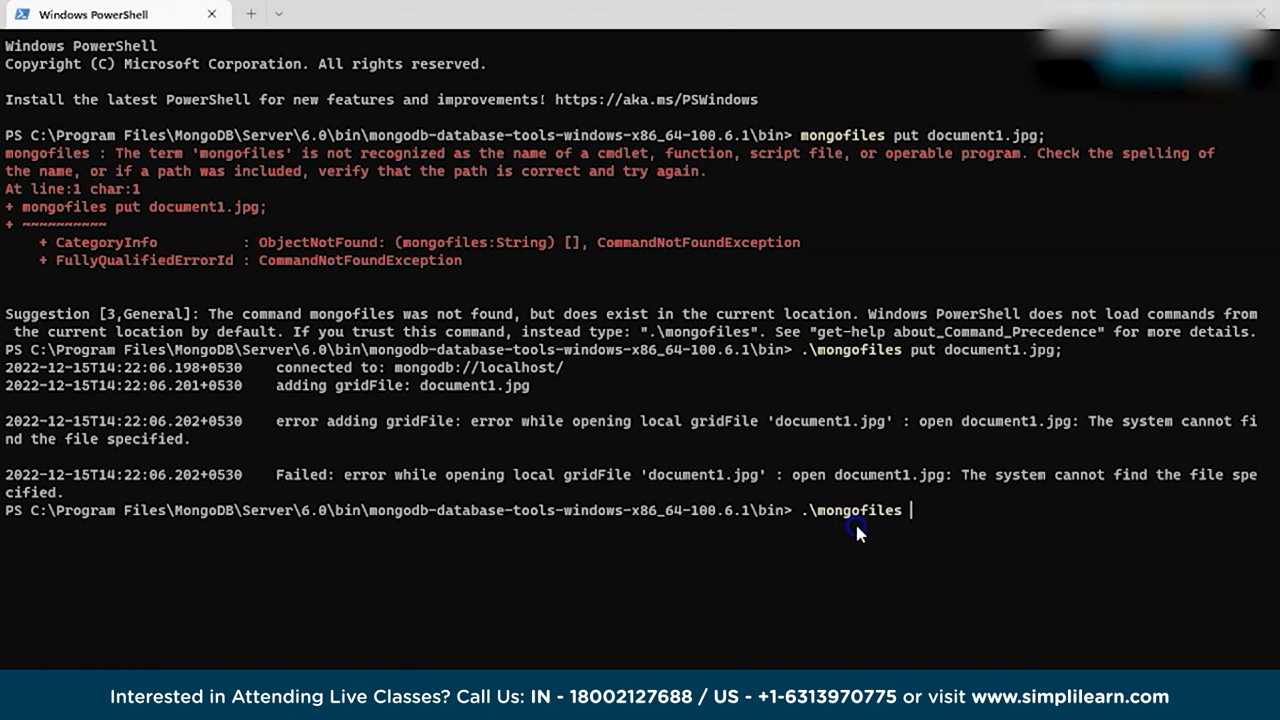 Windows PowerShell
Windows PowerShell
Copyright (C) Microsoft Corporation. All rights reserved.
Install the latest PowerShell for new features and improvements! https://aka.ms/PSWindows
PS C:\Program Files\MongoDB\Server\6.0\bin\mongodb-database-tools-windows-x86_64-100.6.1\bin> mongofiles put document1.jpg;
mongofiles : The term 'mongofiles' is not recognized as the name of a cmdlet, function, script file, or operable program. Check the spelling of
the name, or if a path was included, verify that the path is correct and try again.
At line:1 char:1
+ mongofiles put document1.jpg;
+ ~~~~~~~~~~
+ CategoryInfo          : ObjectNotFound: (mongofiles:String) [], CommandNotFoundException
+ FullyQualifiedErrorId : CommandNotFoundException
Suggestion [3,General]: The command mongofiles was not found, but does exist in the current location. Windows PowerShell does not load commands from
the current location by default. If you trust this command, instead type: ".\mongofiles". See "get-help about_Command_Precedence" for more details.
PS C:\Program Files\MongoDB\Server\6.0\bin\mongodb-database-tools-windows-x86_64-100.6.1\bin> .\mongofiles put document1.jpg;
2022-12-15T14:22:06.198+0530    connected to: mongodb://localhost/
2022-12-15T14:22:06.201+0530    adding gridFile: document1.jpg
2022-12-15T14:22:06.202+0530    error adding gridFile: error while opening local gridFile 'document1.jpg' : open document1.jpg: The system cannot fi
nd the file specified.
2022-12-15T14:22:06.202+0530    Failed: error while opening local gridFile 'document1.jpg' : open document1.jpg: The system cannot find the file spe
cified.
PS C:\Program Files\MongoDB\Server\6.0\bin\mongodb-database-tools-windows-x86_64-100.6.1\bin> .\mongofiles
Interested in Attending Live Classes? Call Us: IN - 18002127688 / US - +1-6313970775 or visit www.simplilearn.com